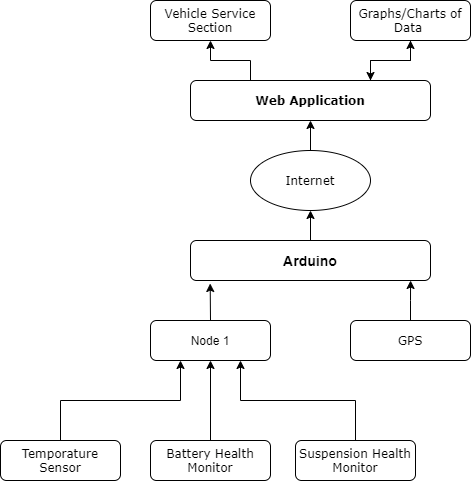 Vehicle Service
Section
Graphs/Charts of
Data
Web Application
Internet
Arduino
Node 1
GPS
Temporature
Sensor
Battery Health
Monitor
Suspension Health
Monitor